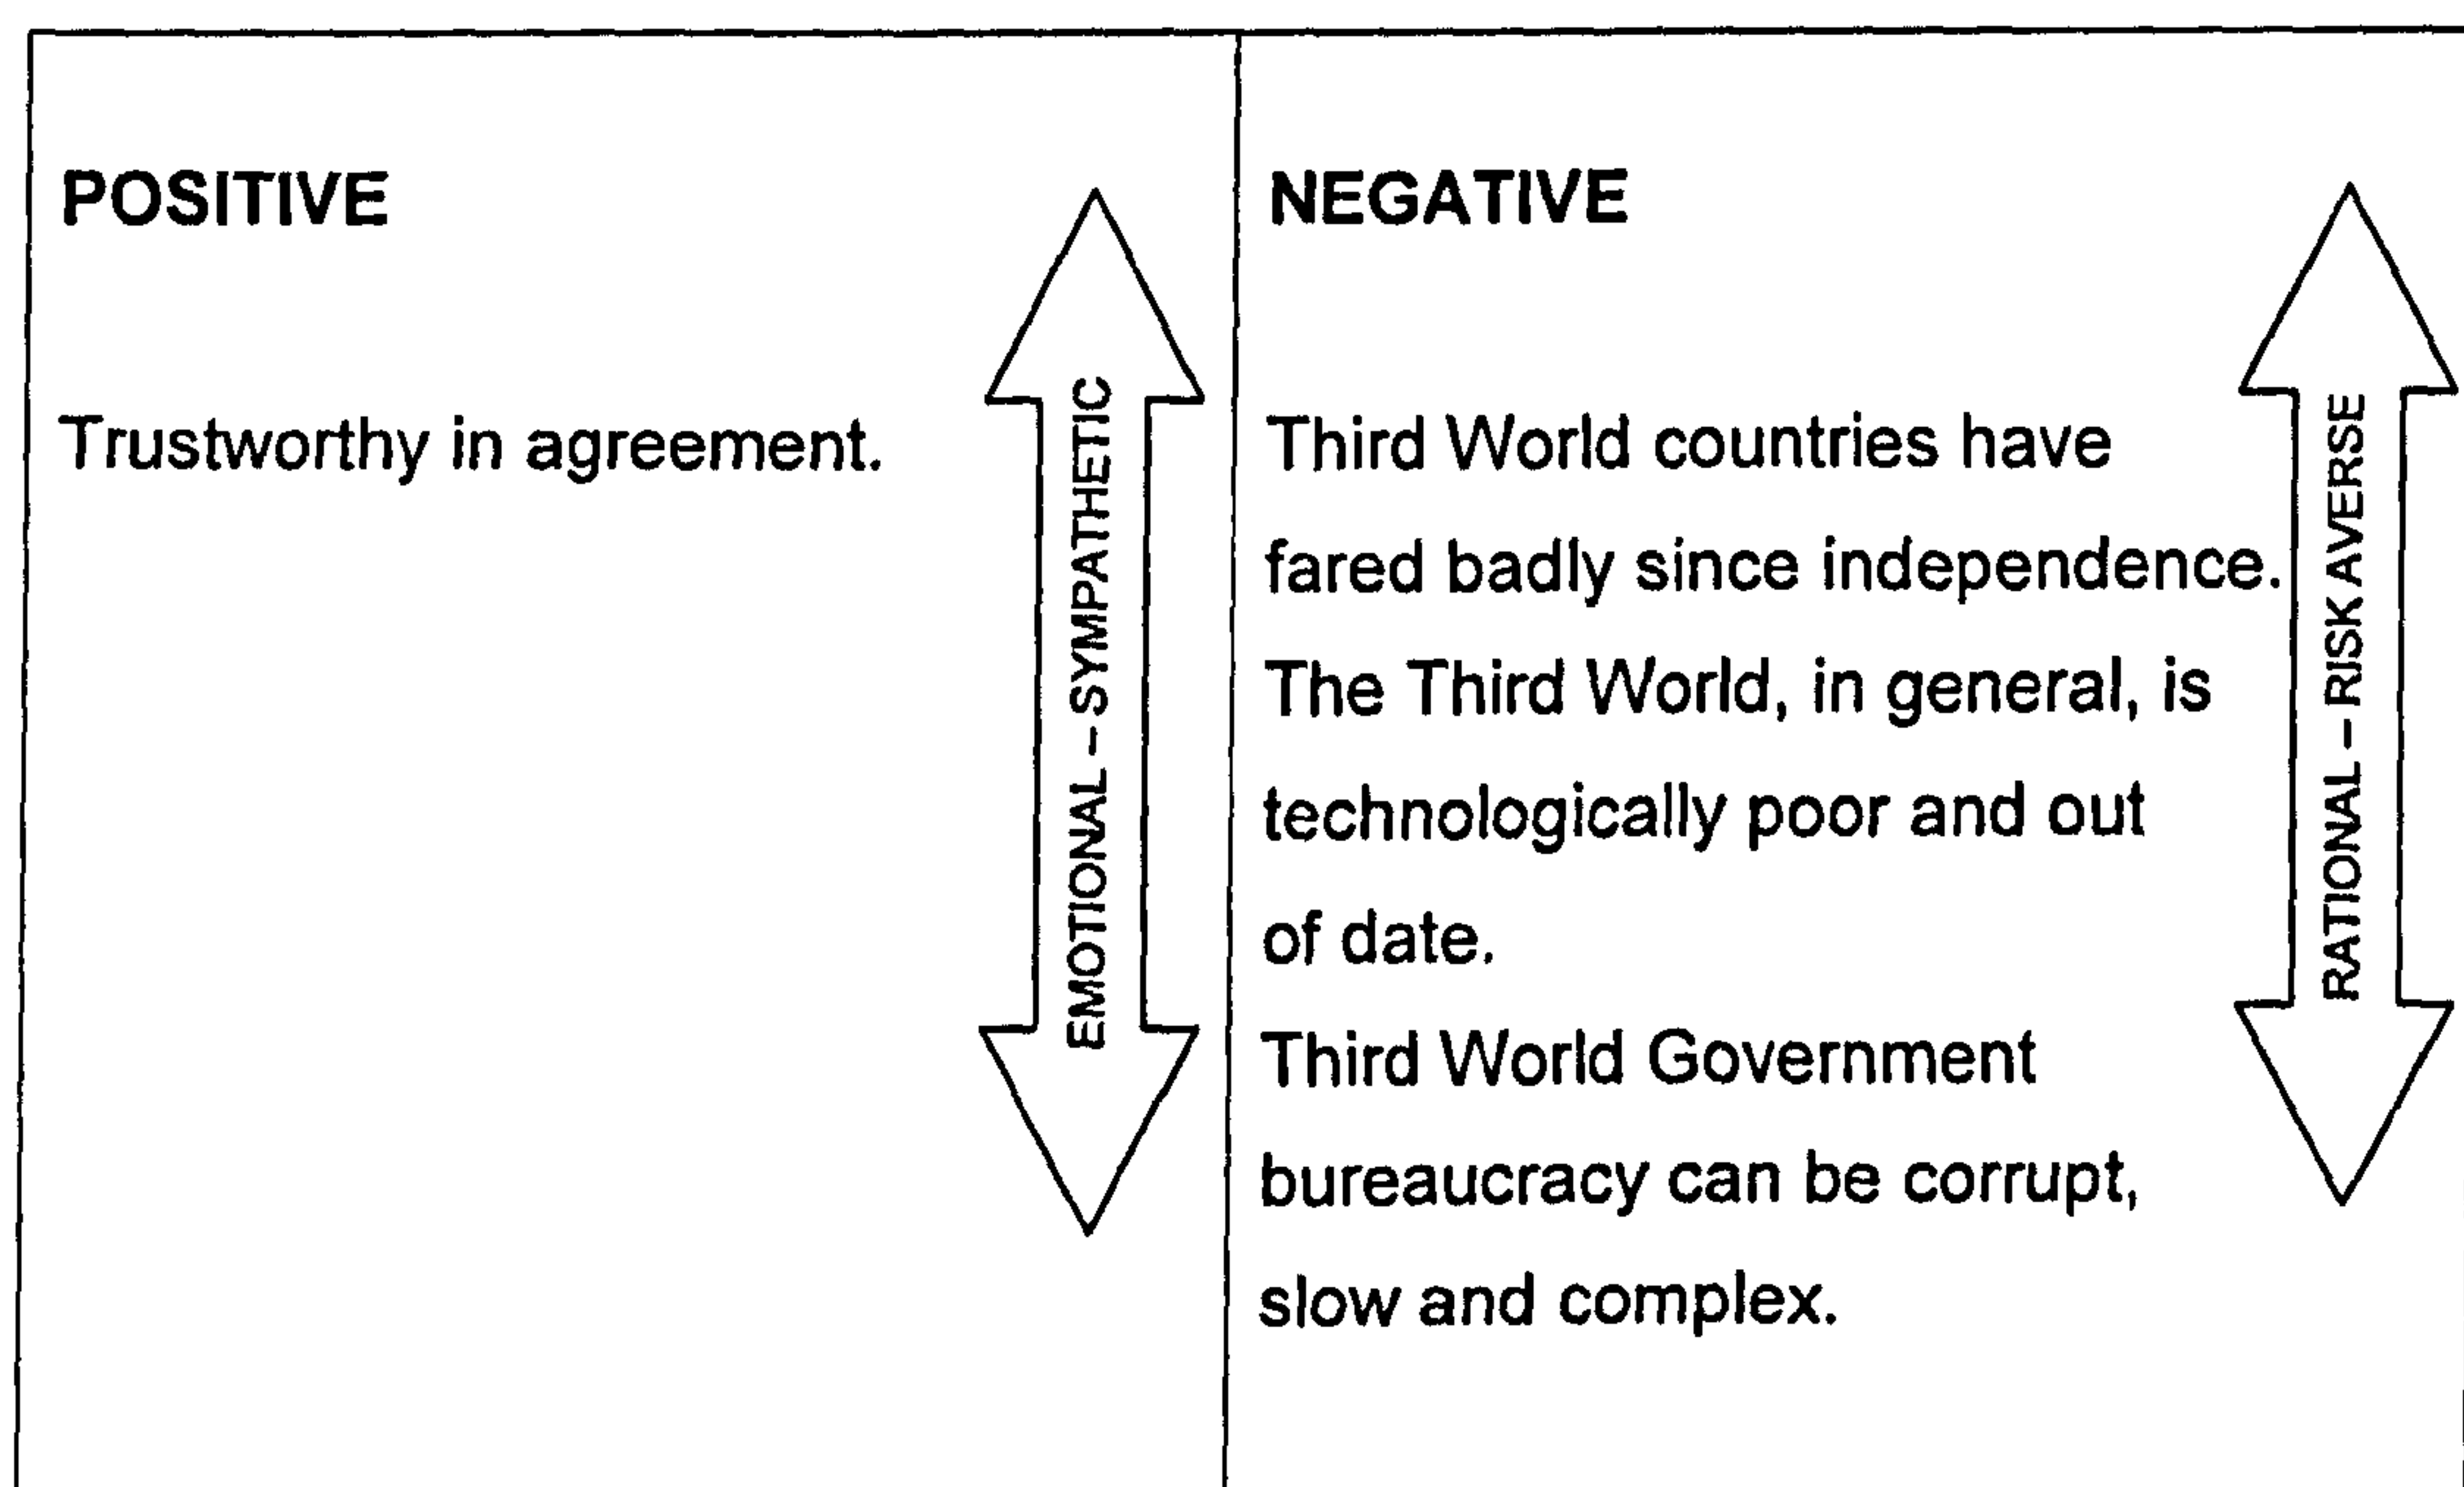 POSITIVE
Trustworthy in agreement.
EMOTIONAL – SYMPATHETIC
NEGATIVE
Third World countries have
fared badly since independence.
The Third World, in general, is
technologically poor and out
of date.
Third World Government
bureaucracy can be corrupt,
slow and complex.
RATIONAL – RISK AVERSE